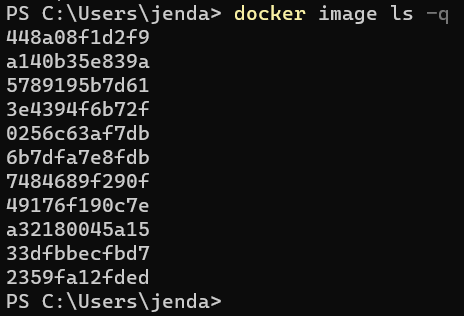 PS C:\Users\jenda> docker image ls -q
448a08f1d2f9
a140b35e839a
5789195b7d61
3e4394f6b72f
0256c63af7db
6b7dfa7e8fdb
7484689f290f
49176f190c7e
a32180045a15
33dfbbecfbd7
2359fa12fded
PS C:\Users\jenda>